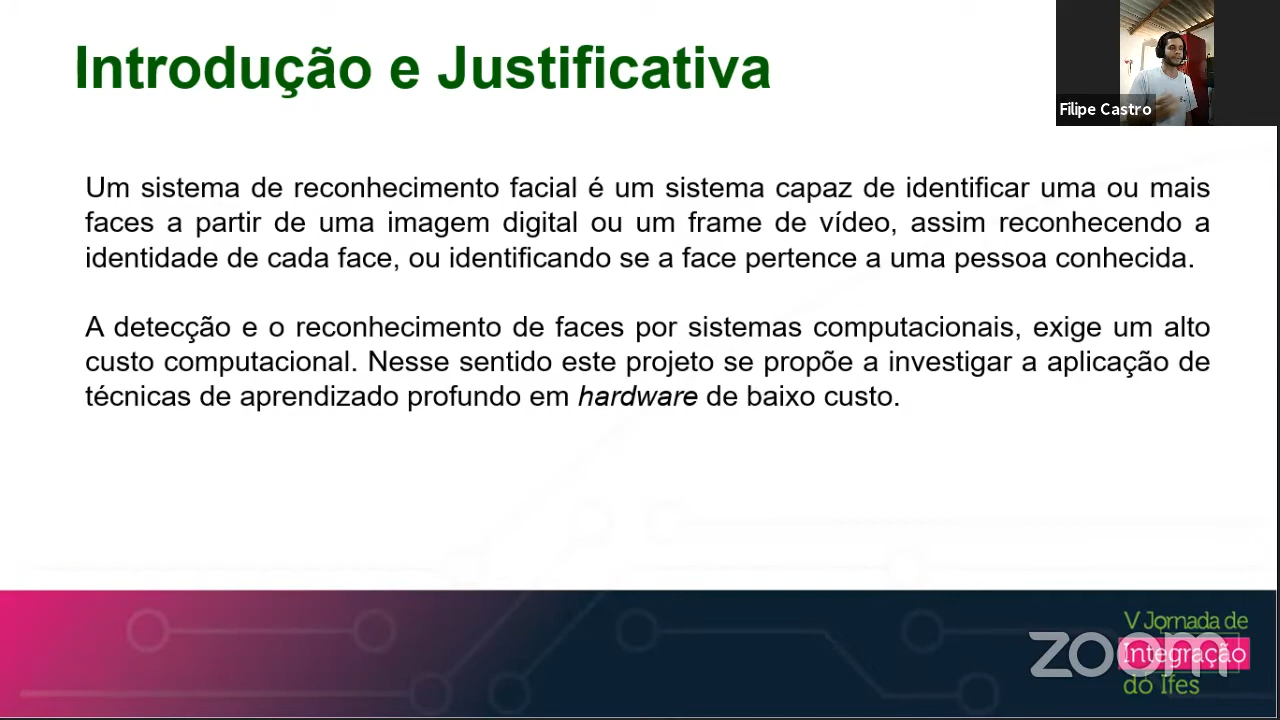 Introdução e Justificativa
Filipe Castro
Um sistema de reconhecimento facial é um sistema capaz de identificar uma ou mais
faces a partir de uma imagem digital ou um frame de vídeo, assim reconhecendo a
identidade de cada face, ou identificando se a face pertence a uma pessoa conhecida.
A detecção e o reconhecimento de faces por sistemas computacionais, exige um alto
custo computacional. Nesse sentido este projeto se propõe a investigar a aplicação de
técnicas de aprendizado profundo em hardware de baixo custo.
V Jornada de
Integração
do Ifes
zoom